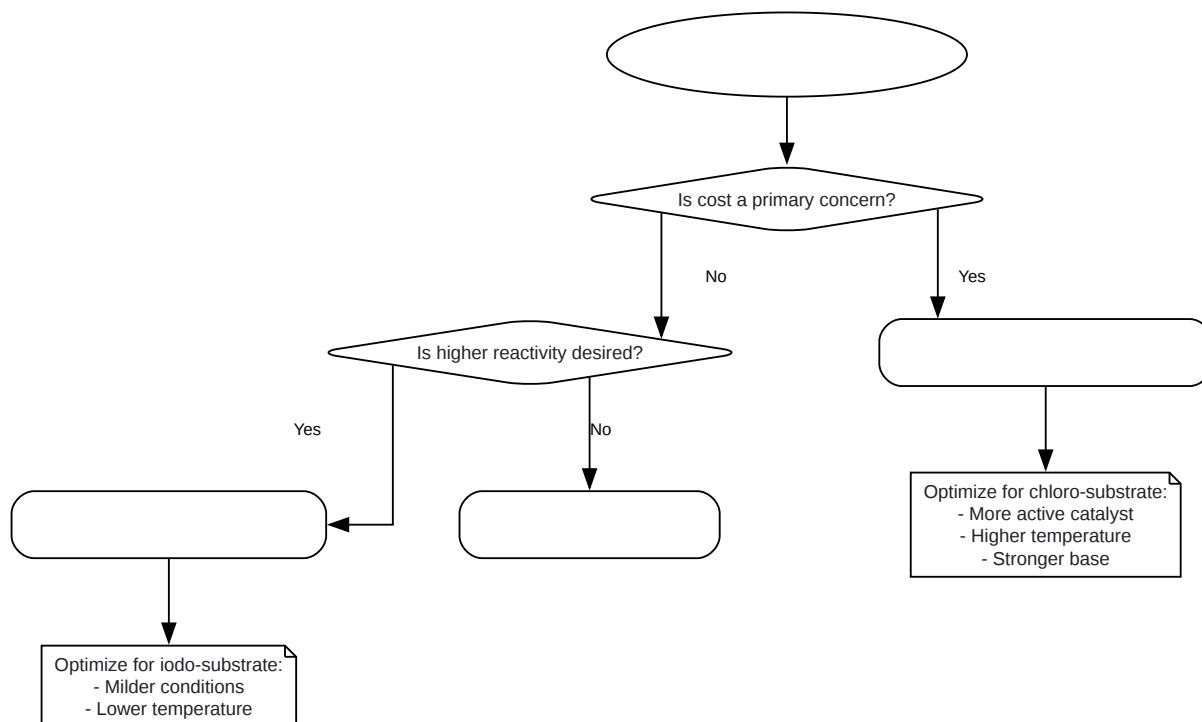 Is cost a primary concern?
No
Yes
Is higher reactivity desired?
Yes
No
Optimize for chloro-substrate:
- More active catalyst
- Higher temperature
- Stronger base
Optimize for iodo-substrate:
- Milder conditions
- Lower temperature